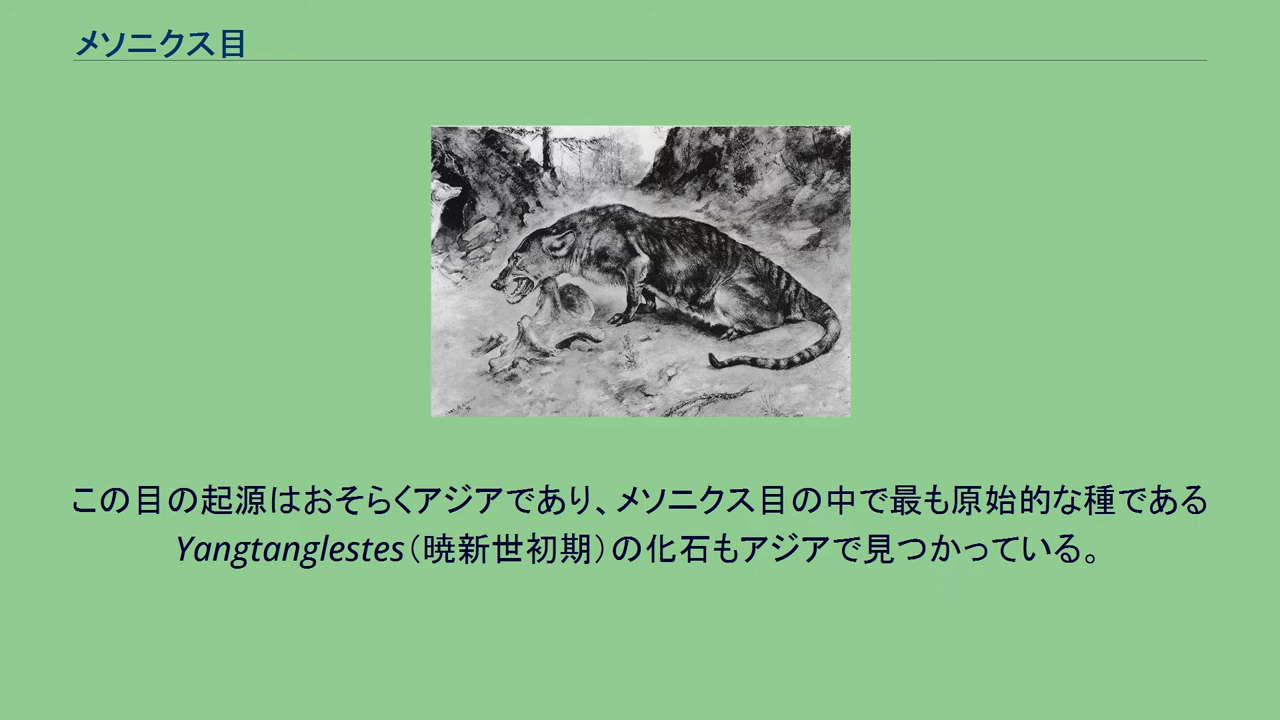 メソニクス目
この目の起源はおそらくアジアであり、メソニクス目の中で最も原始的な種である
Yangtanglestes（暁新世初期）の化石もアジアで見つかっている。